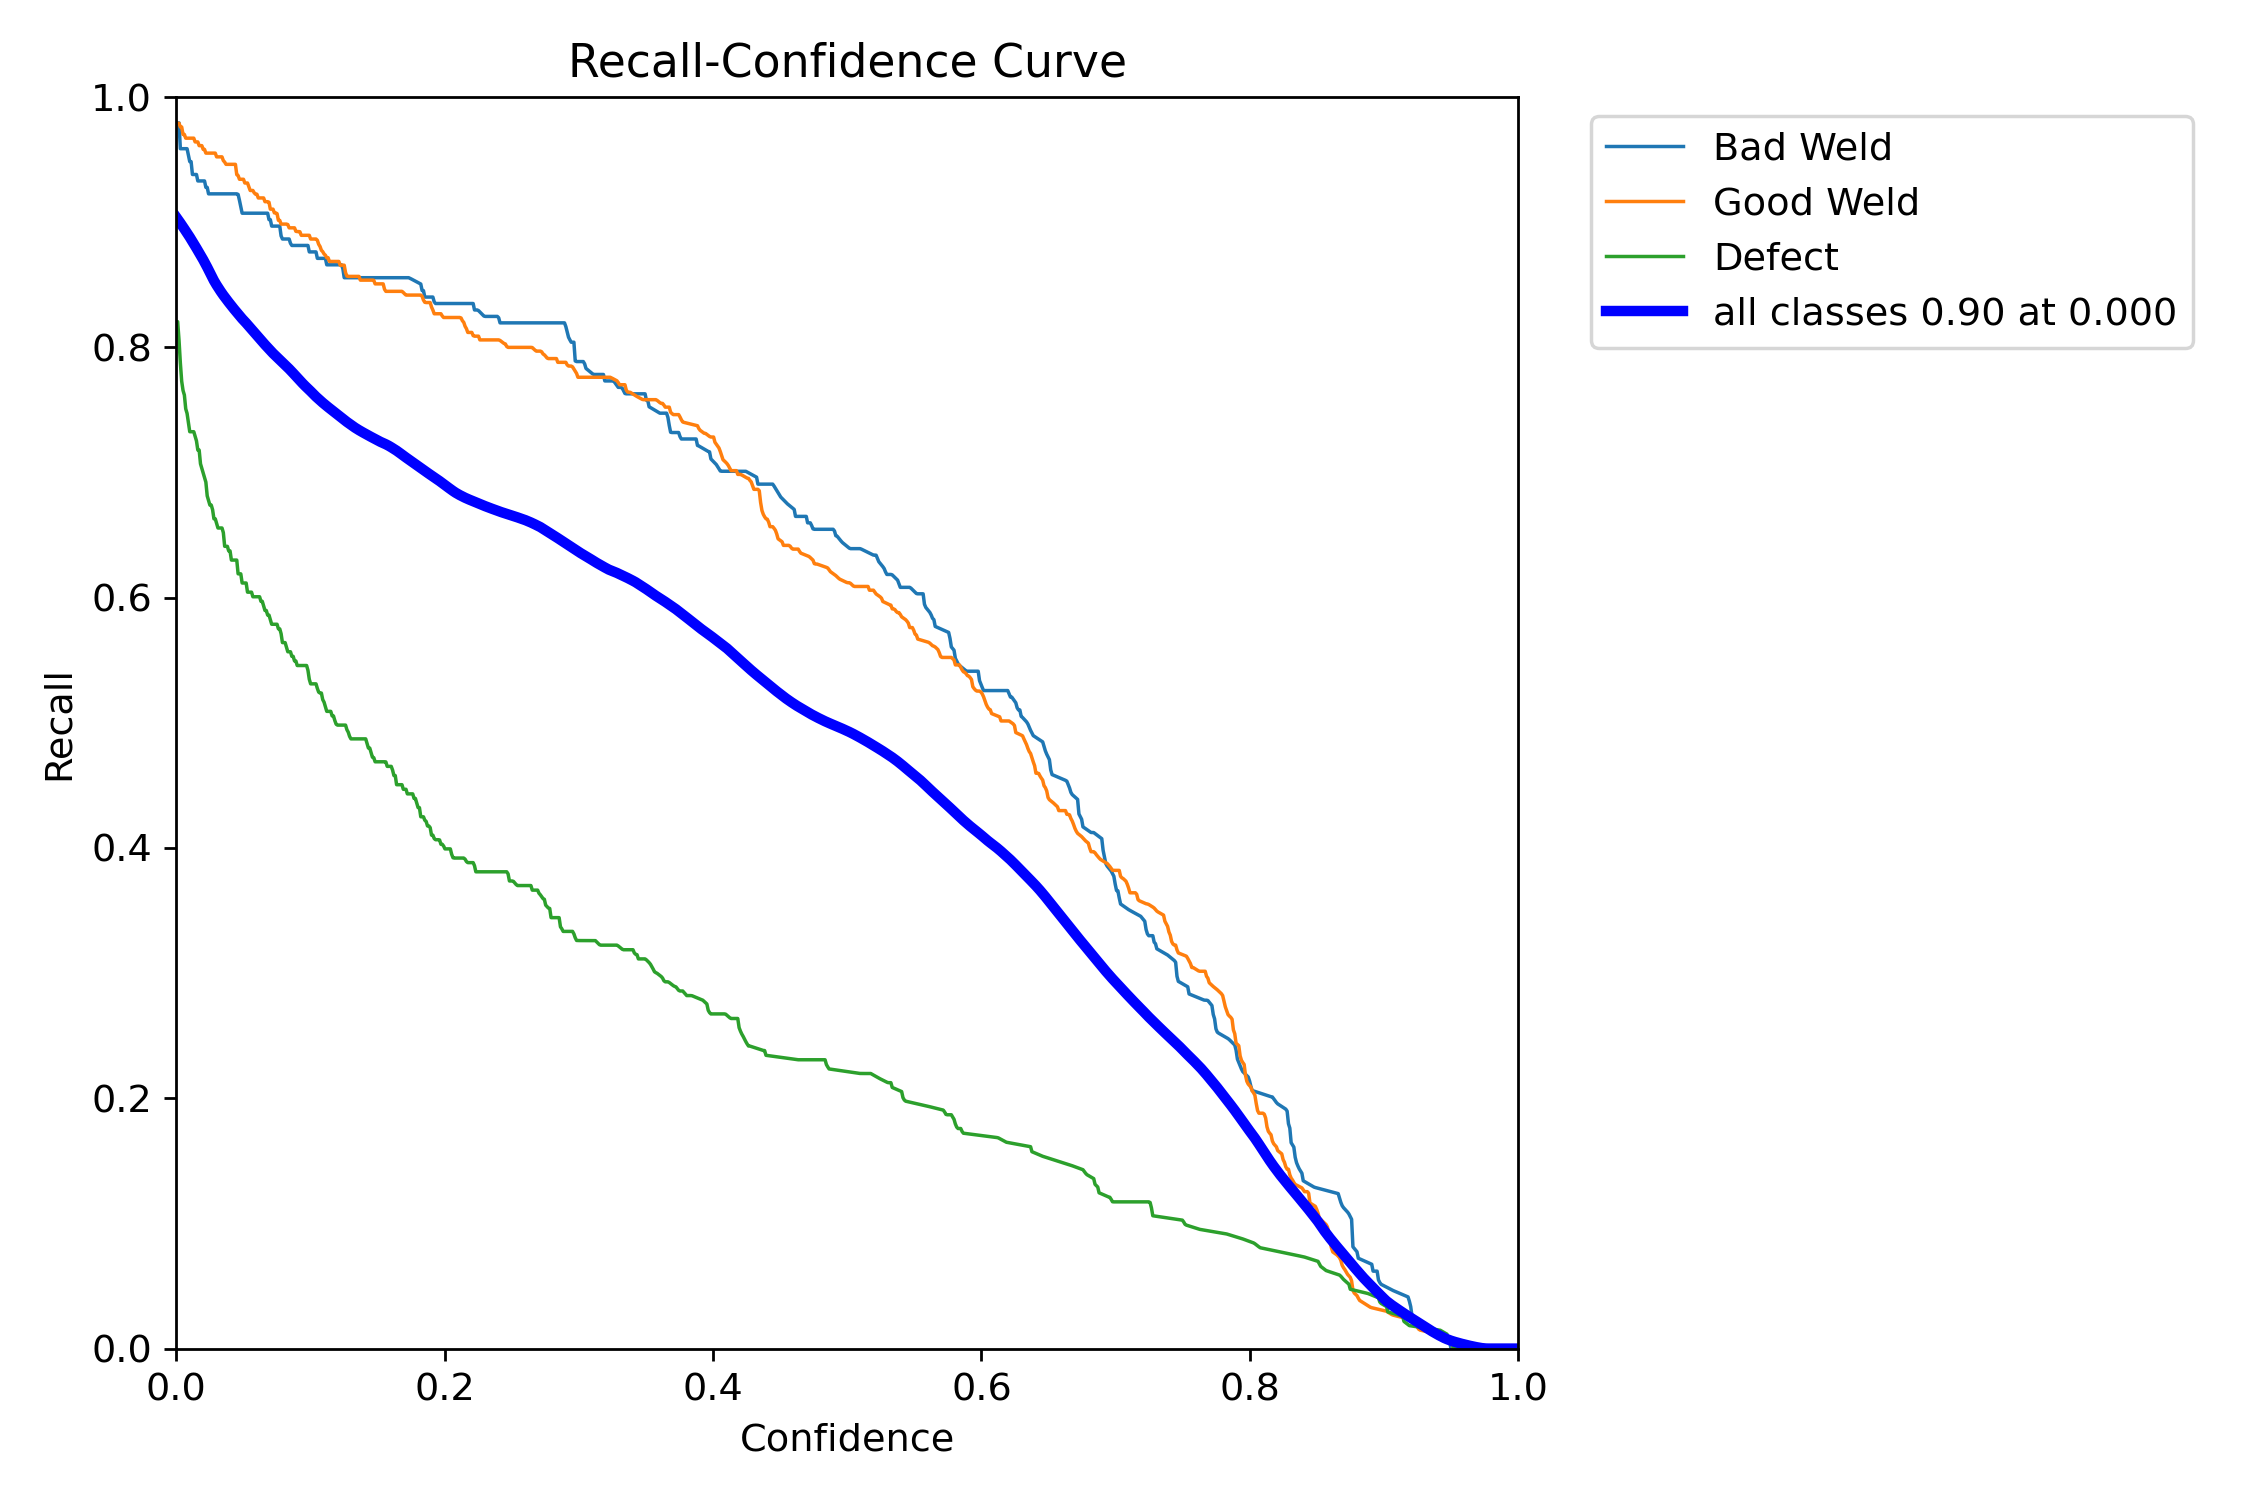 Recall-Confidence Curve
1.0
0.8
0.6
0.4
0.2
0.0
Recall
0.0 0.2 0.4 0.6 0.8 1.0
Confidence
Bad Weld
Good Weld
Defect
all classes 0.90 at 0.000